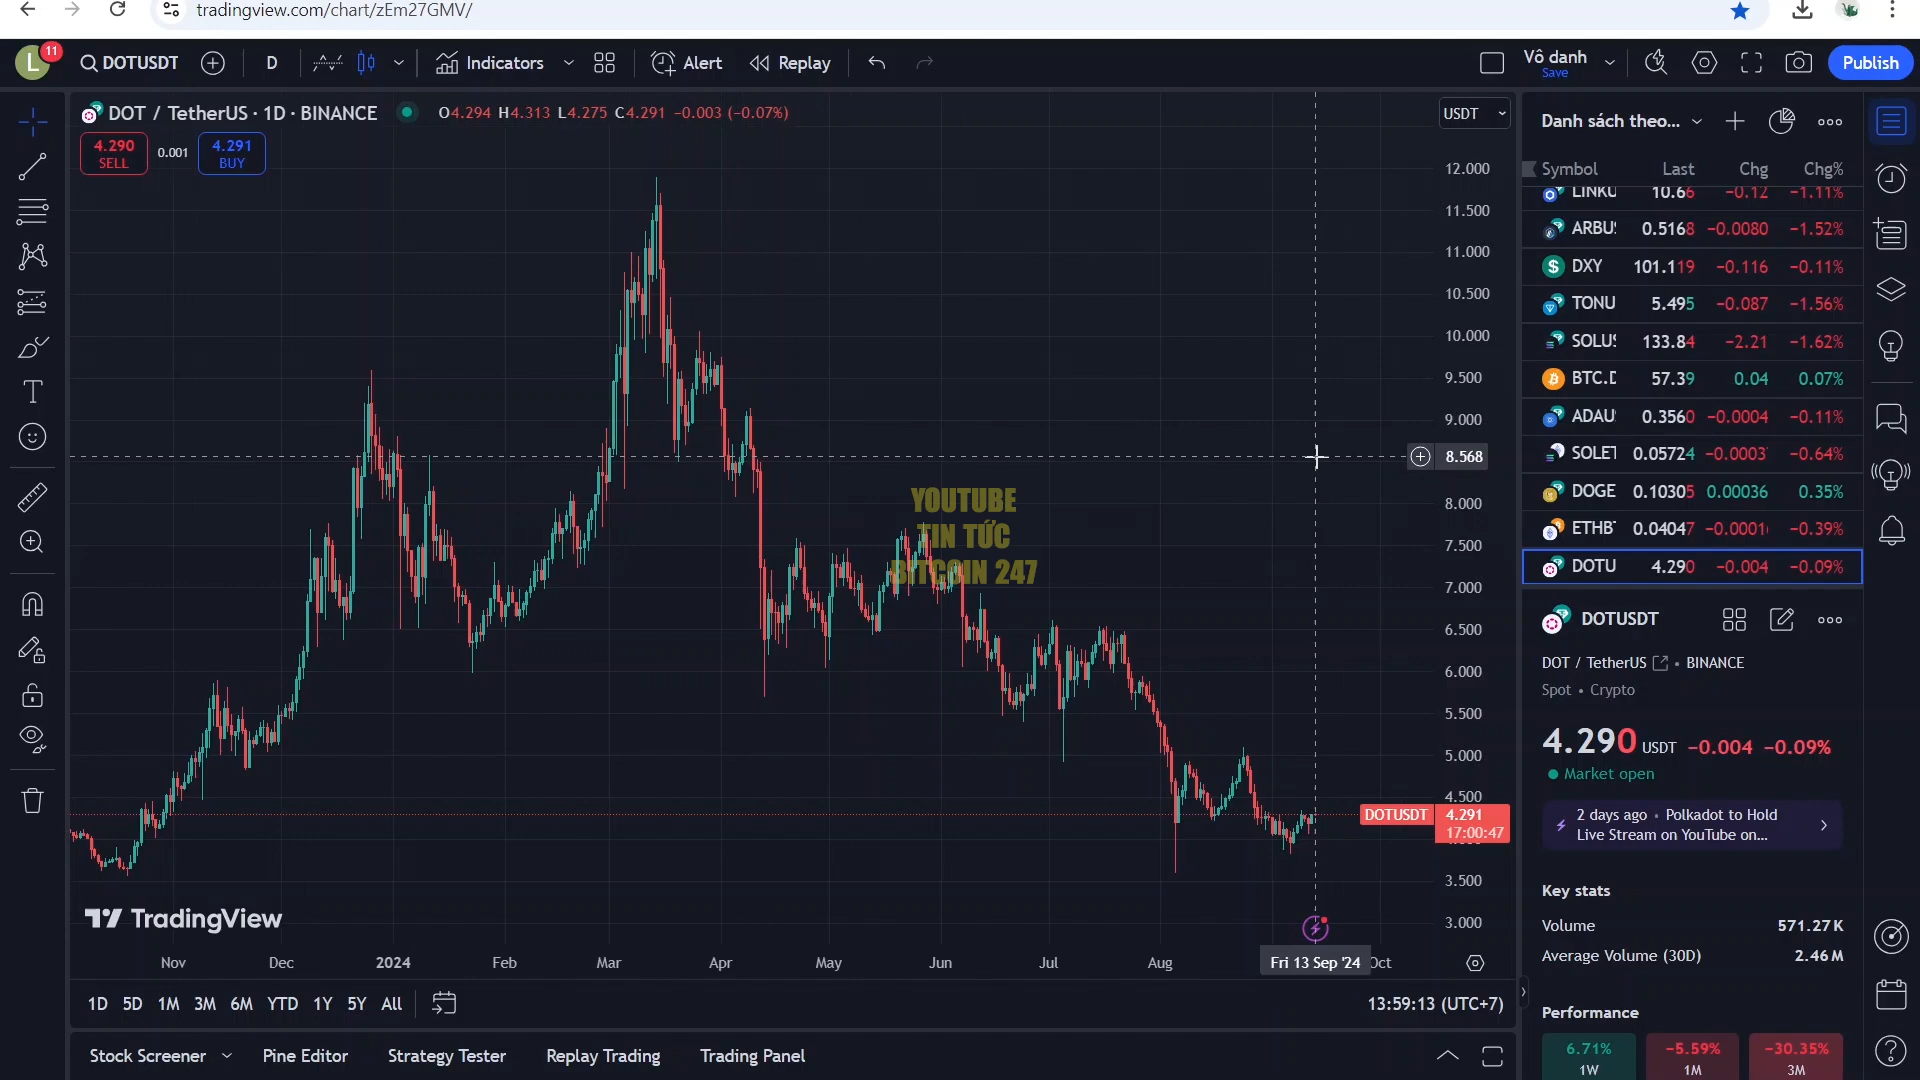 tradingview.com/chart/zEm27GMV/
L
11
DOTUSDT
D
Indicators
Alert
Replay
Vô danh
Save
Publish
DOT / TetherUS · 1D · BINANCE
O4.294 H4.313 L4.275 C4.291 −0.003 (−0.07%)
4.290
SELL
0.001
4.291
BUY
USDT
12.000
11.500
11.000
10.500
10.000
9.500
9.000
8.568
8.000
7.500
7.000
6.500
6.000
5.500
5.000
4.500
DOTUSDT
4.291
17:00:47
3.500
3.000
YOUTUBE
TIN TỨC
BITCOIN 247
TradingView
Nov Dec 2024 Feb Mar Apr May Jun Jul Aug Fri 13 Sep '24 Oct
1D 5D 1M 3M 6M YTD 1Y 5Y All
13:59:13 (UTC+7)
Stock Screener Pine Editor Strategy Tester Replay Trading Trading Panel
Danh sách theo...
Symbol Last Chg Chg%
LINKU 10.66 −0.12 −1.11%
ARBU 0.5168 −0.0080 −1.52%
DXY 101.119 −0.116 −0.11%
TONU 5.495 −0.087 −1.56%
SOLUS 133.84 −2.21 −1.62%
BTC.D 57.39 0.04 0.07%
ADAU 0.3560 −0.0004 −0.11%
SOLET 0.05724 −0.0003 −0.64%
DOGE 0.10305 0.00036 0.35%
ETHBT 0.04047 −0.0001 −0.39%
DOTU 4.290 −0.004 −0.09%
DOTUSDT
DOT / TetherUS • BINANCE
Spot • Crypto
4.290 USDT −0.004 −0.09%
Market open
2 days ago • Polkadot to Hold
Live Stream on YouTube on...
Key stats
Volume 571.27K
Average Volume (30D) 2.46M
Performance
6.71% −5.59% −30.35%
1W 1M 3M